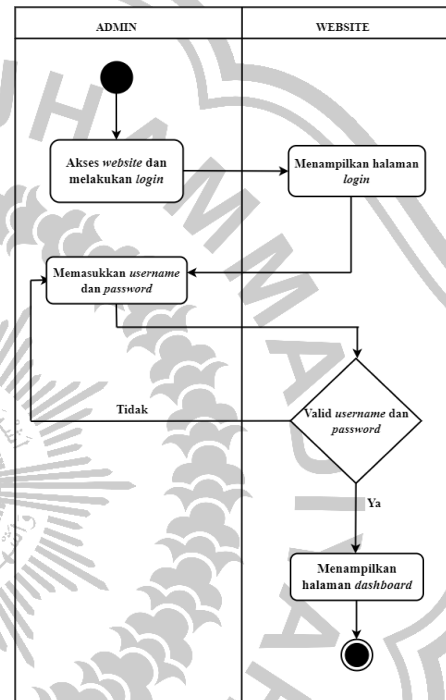 ADMIN
WEBSITE
Akses website dan
melakukan login
Menampilkan halaman
login
Memasukkan username
dan password
Valid username dan
password
Tidak
Ya
Menampilkan
halaman dashboard